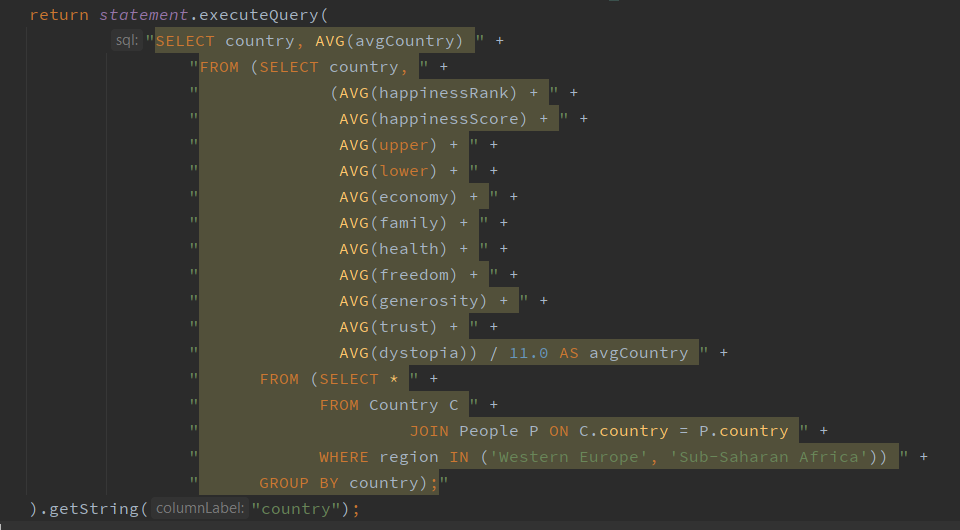 return statement.executeQuery(
sql: "SELECT country, AVG(avgCountry) " +
"FROM (SELECT country, " +
"             (AVG(happinessRank) + " +
"              AVG(happinessScore) + " +
"              AVG(upper) + " +
"              AVG(lower) + " +
"              AVG(economy) + " +
"              AVG(family) + " +
"              AVG(health) + " +
"              AVG(freedom) + " +
"              AVG(generosity) + " +
"              AVG(trust) + " +
"              AVG(dystopia)) / 11.0 AS avgCountry " +
"      FROM (SELECT * " +
"            FROM Country C " +
"                     JOIN People P ON C.country = P.country " +
"            WHERE region IN ('Western Europe', 'Sub-Saharan Africa')) " +
"      GROUP BY country);"
).getString( columnLabel: "country");